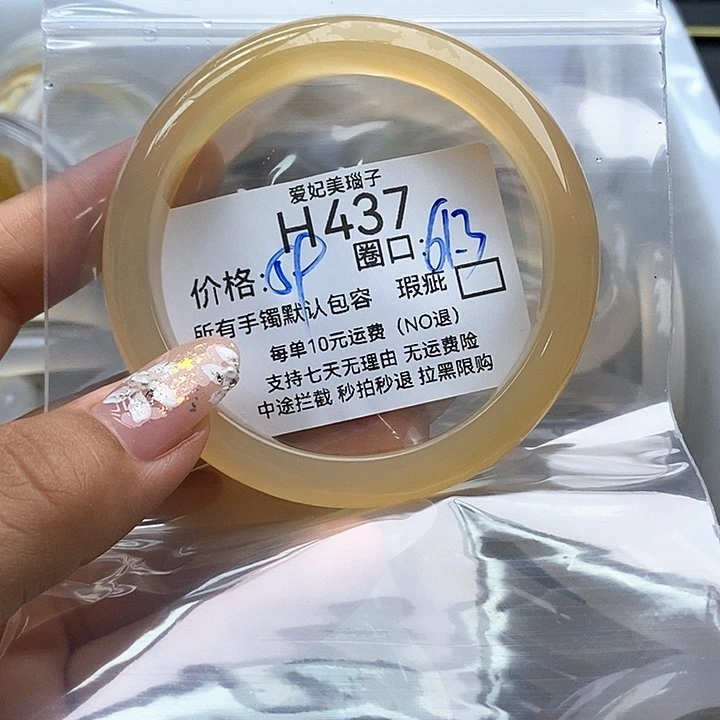 爱妃美瑙子
H437
价格: 圈口:613
所有手镯默认包容 瑕疵
每单10元运费（NO退）
支持七天无理由 无运费险
中途拦截 秒拍秒退 拉黑限购